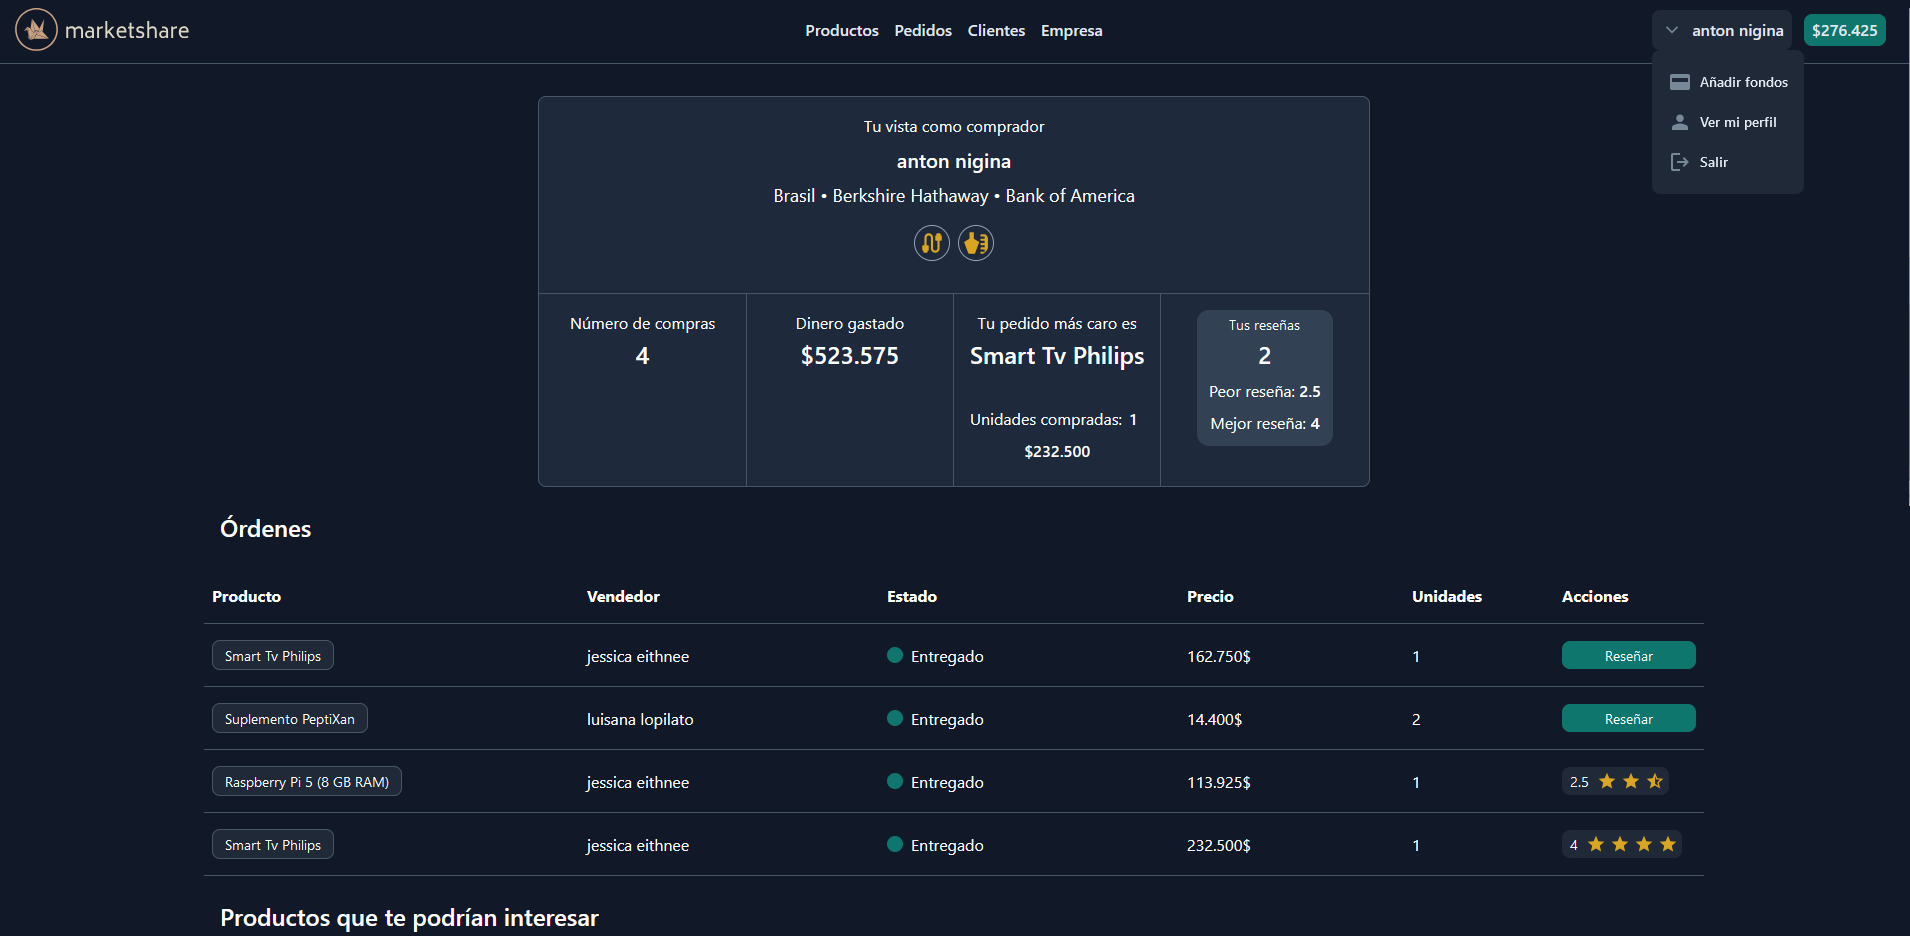 marketshare
Productos Pedidos Clientes Empresa
anton nigina
$276.425
Añadir fondos
Ver mi perfil
Salir
Tu vista como comprador
anton nigina
Brasil • Berkshire Hathaway • Bank of America
Número de compras
4
Dinero gastado
$523.575
Tu pedido más caro es
Smart Tv Philips
Unidades compradas: 1
$232.500
Tus reseñas
2
Peor reseña: 2.5
Mejor reseña: 4
Órdenes
Producto Vendedor Estado Precio Unidades Acciones
Smart Tv Philips jessica eithnee Entregado 162.750$ 1 Reseñar
Suplemento PeptiXan luisana lopilato Entregado 14.400$ 2 Reseñar
Raspberry Pi 5 (8 GB RAM) jessica eithnee Entregado 113.925$ 1 2.5
Smart Tv Philips jessica eithnee Entregado 232.500$ 1 4
Productos que te podrían interesar